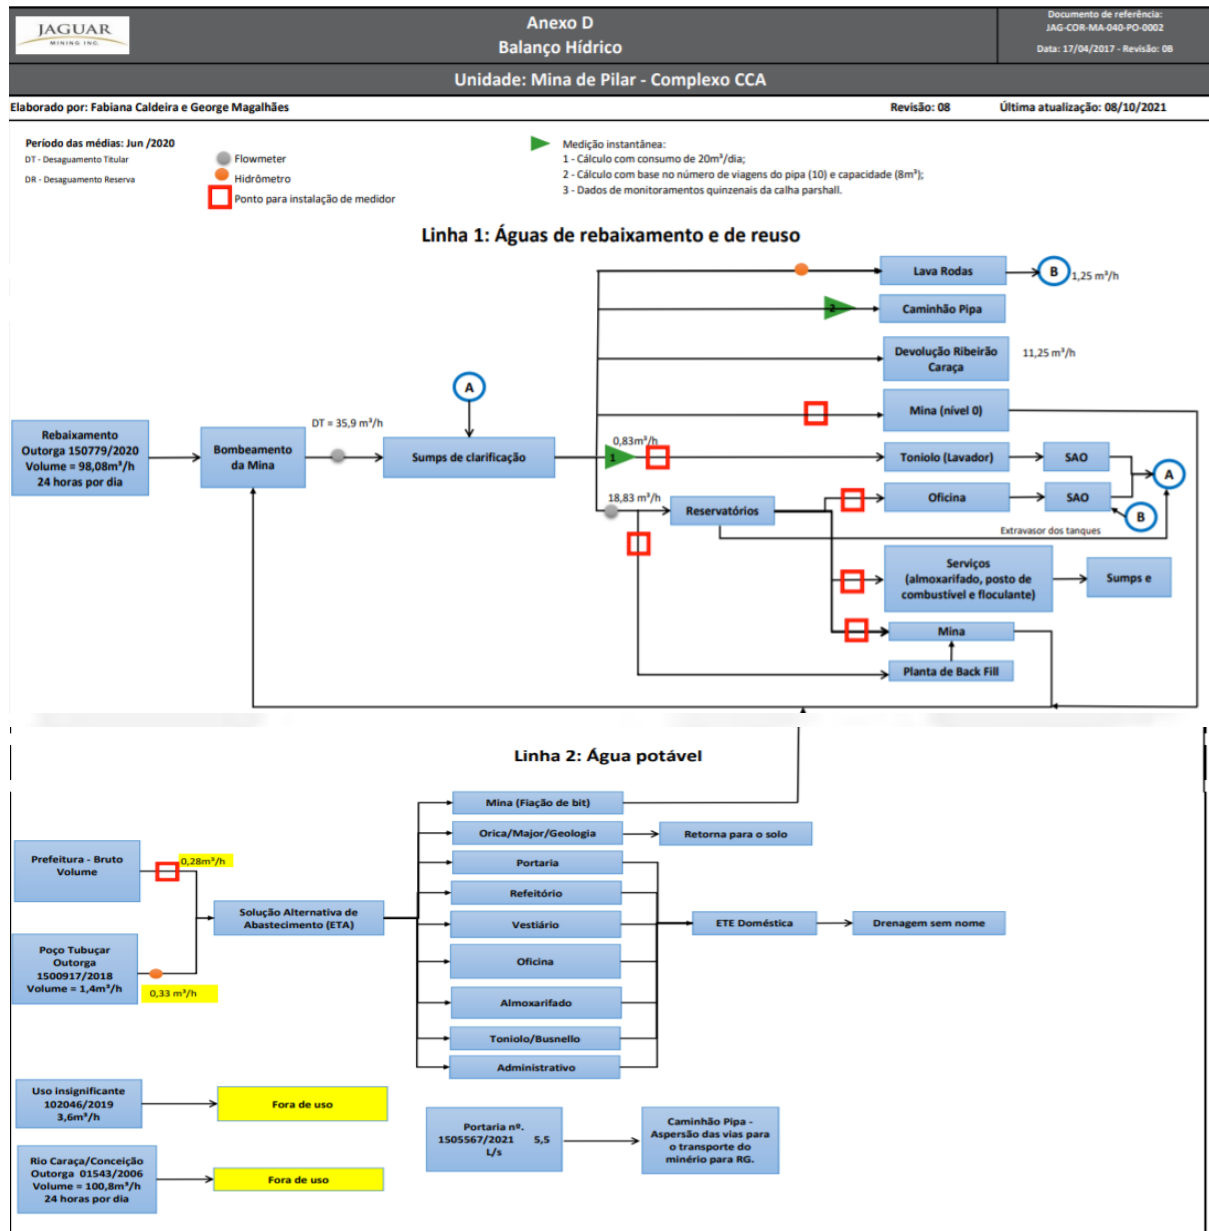 JAGUAR
MINING INC.
Anexo D
Balanço Hídrico
Documento de referência:
JAG-COR-MA-040-PO-0002
Data: 17/04/2017 - Revisão: 08
Unidade: Mina de Pilar - Complexo CCA
Elaborado por: Fabiana Caldeira e George Magalhães
Revisão: 08
Última atualização: 08/10/2021
Período das médias: Jun /2020
DT - Desaguamento Titular
DR - Desaguamento Reserva
Flowmeter
Hidrômetro
Ponto para instalação de medidor
Medição instantânea:
1 - Cálculo com consumo de 20m³/dia;
2 - Cálculo com base no número de viagens do pipa (10) e capacidade (8m³);
3 - Dados de monitoramentos quinzenais da calha parshall.
Linha 1: Águas de rebaixamento e de reuso
Lava Rodas
B
1,25 m³/h
2
Caminhão Pipa
Devolução Ribeirão
Caraça
11,25 m³/h
A
Mina (nível 0)
Rebaixamento
Outorga 150779/2020
Volume = 98,08m³/h
24 horas por dia
Bombeamento
da Mina
DT = 35,9 m³/h
Sumps de clarificação
0,83m³/h
1
Toniolo (Lavador)
SAO
A
18,83 m³/h
Reservatórios
Oficina
SAO
B
Extravasor dos tanques
Serviços
(almoxarifado, posto de
combustível e floculante)
Sumps e
Mina
Planta de Back Fill
Linha 2: Água potável
Mina (Fiação de bit)
Orica/Major/Geologia
Retorna para o solo
Prefeitura - Bruto
Volume
0,28m³/h
Portaria
Refeitório
Solução Alternativa de
Abastecimento (ETA)
Vestiário
ETE Doméstica
Drenagem sem nome
Poço Tubuçar
Outorga
1500917/2018
Volume = 1,4m³/h
0,33 m³/h
Oficina
Almoxarifado
Toniolo/Busnello
Administrativo
Uso insignificante
102046/2019
3,6m³/h
Fora de uso
Portaria nº.
1505567/2021 5,5
L/s
Caminhão Pipa -
Aspersão das vias para
o transporte do
minério para RG.
Rio Caraça/Conceição
Outorga 01543/2006
Volume = 100,8m³/h
24 horas por dia
Fora de uso